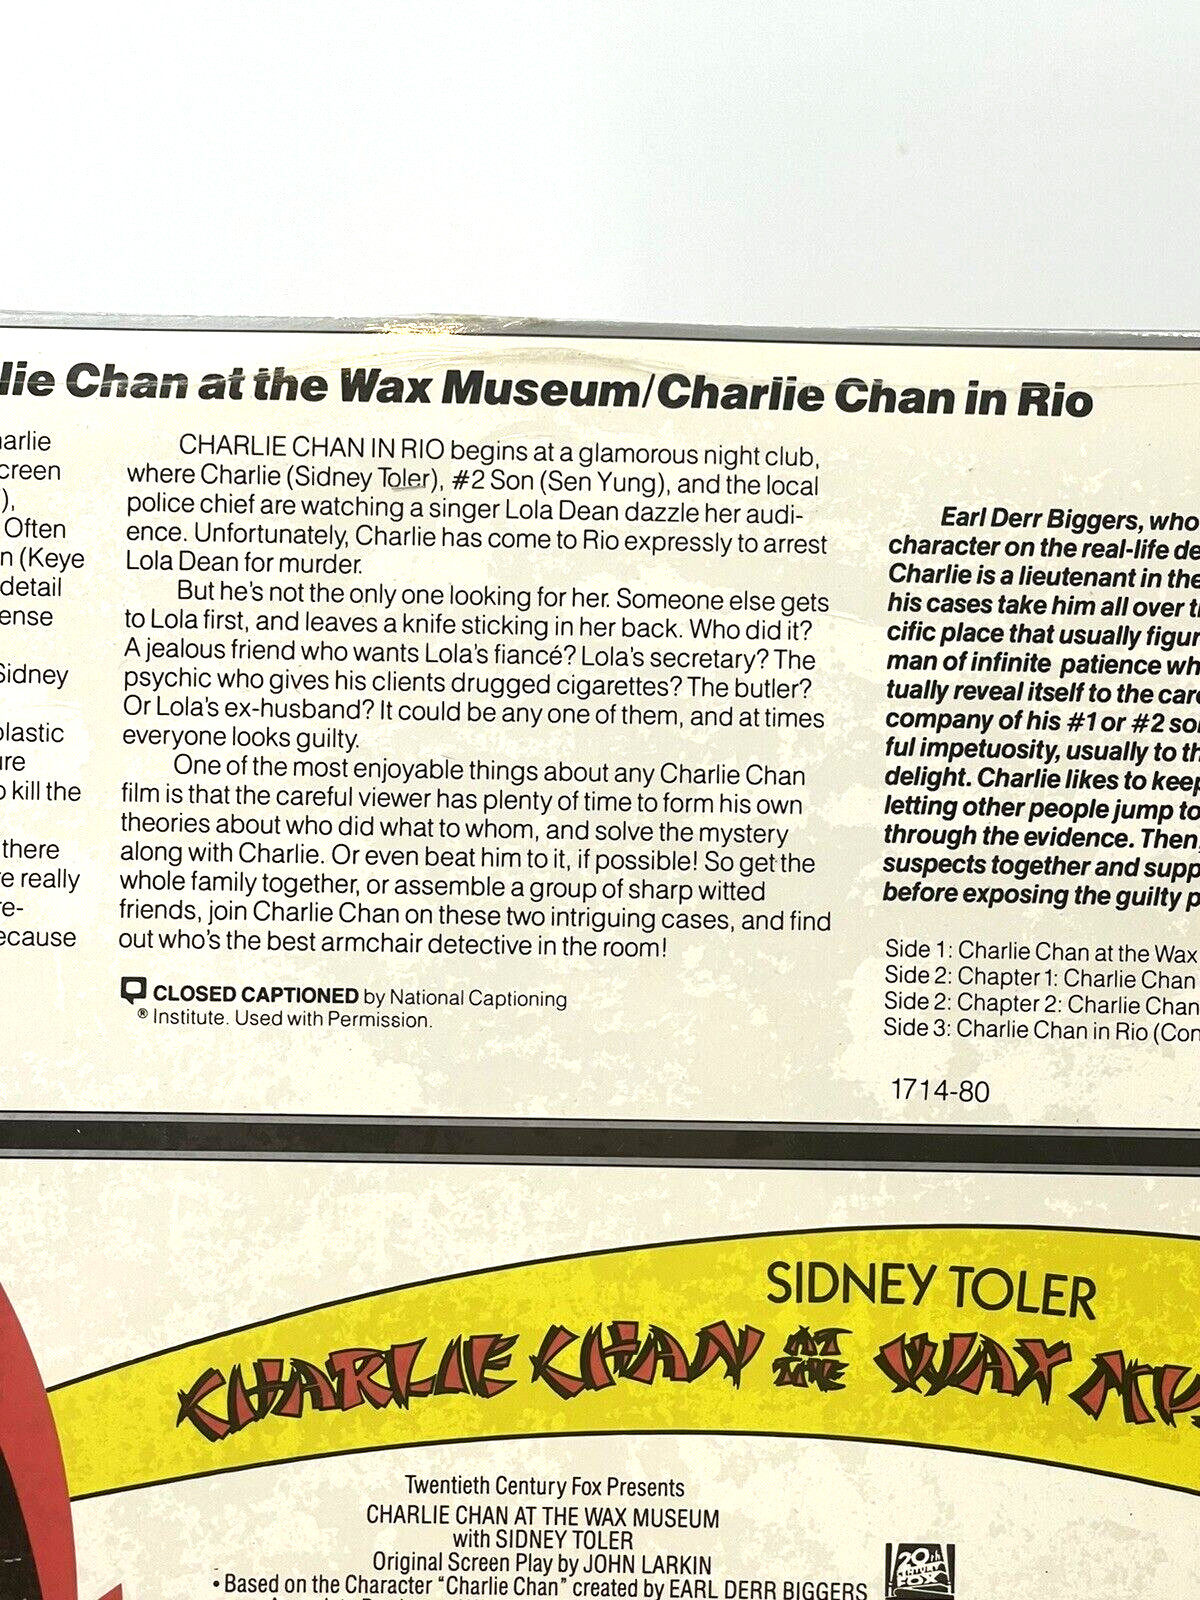 lie Chan at the Wax Museum/Charlie Chan in Rio
arlie
creen
),
Often
n (Keye
detail
ense
Sidney
plastic
re
o kill the
there
e really
e-
ecause
CHARLIE CHAN IN RIO begins at a glamorous night club,
where Charlie (Sidney Toler), #2 Son (Sen Yung), and the local
police chief are watching a singer Lola Dean dazzle her audi-
ence. Unfortunately, Charlie has come to Rio expressly to arrest
Lola Dean for murder.
But he's not the only one looking for her. Someone else gets
to Lola first, and leaves a knife sticking in her back. Who did it?
A jealous friend who wants Lola's fiancé? Lola's secretary? The
psychic who gives his clients drugged cigarettes? The butler?
Or Lola's ex-husband? It could be any one of them, and at times
everyone looks guilty.
One of the most enjoyable things about any Charlie Chan
film is that the careful viewer has plenty of time to form his own
theories about who did what to whom, and solve the mystery
along with Charlie. Or even beat him to it, if possible! So get the
whole family together, or assemble a group of sharp witted
friends, join Charlie Chan on these two intriguing cases, and find
out who's the best armchair detective in the room!
CLOSED CAPTIONED by National Captioning
® Institute. Used with Permission.
Earl Derr Biggers, who
character on the real-life de
Charlie is a lieutenant in the
his cases take him all over t
cific place that usually figur
man of infinite patience wh
tually reveal itself to the care
company of his #1 or #2 so
ful impetuosity, usually to th
delight. Charlie likes to keep
letting other people jump to
through the evidence. Then,
suspects together and supp
before exposing the guilty p
Side 1: Charlie Chan at the Wax
Side 2: Chapter 1: Charlie Chan
Side 2: Chapter 2: Charlie Chan
Side 3: Charlie Chan in Rio (Con
1714-80
SIDNEY TOLER
CHARLIE CHAN AT THE WAX MU
Twentieth Century Fox Presents
CHARLIE CHAN AT THE WAX MUSEUM
with SIDNEY TOLER
Original Screen Play by JOHN LARKIN
• Based on the Character "Charlie Chan" created by EARL DERR BIGGERS
20th
CENTURY
FOX